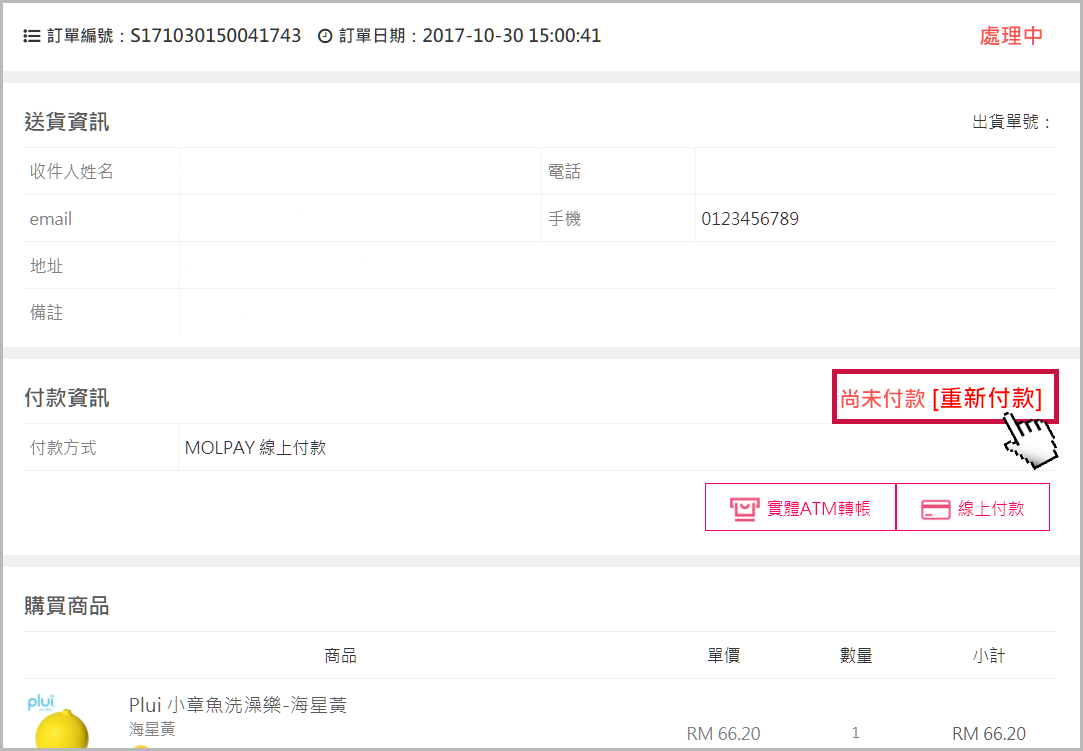 訂單編號：S171030150041743 訂單日期：2017-10-30 15:00:41 處理中
送貨資訊 出貨單號：
收件人姓名 電話
email 手機 0123456789
地址
備註
付款資訊 尚未付款 [重新付款]
付款方式 MOLPAY 線上付款
實體ATM轉帳 線上付款
購買商品
商品 單價 數量 小計
plui
Plui 小章魚洗澡樂-海星黃
海星黃
RM 66.20 1 RM 66.20